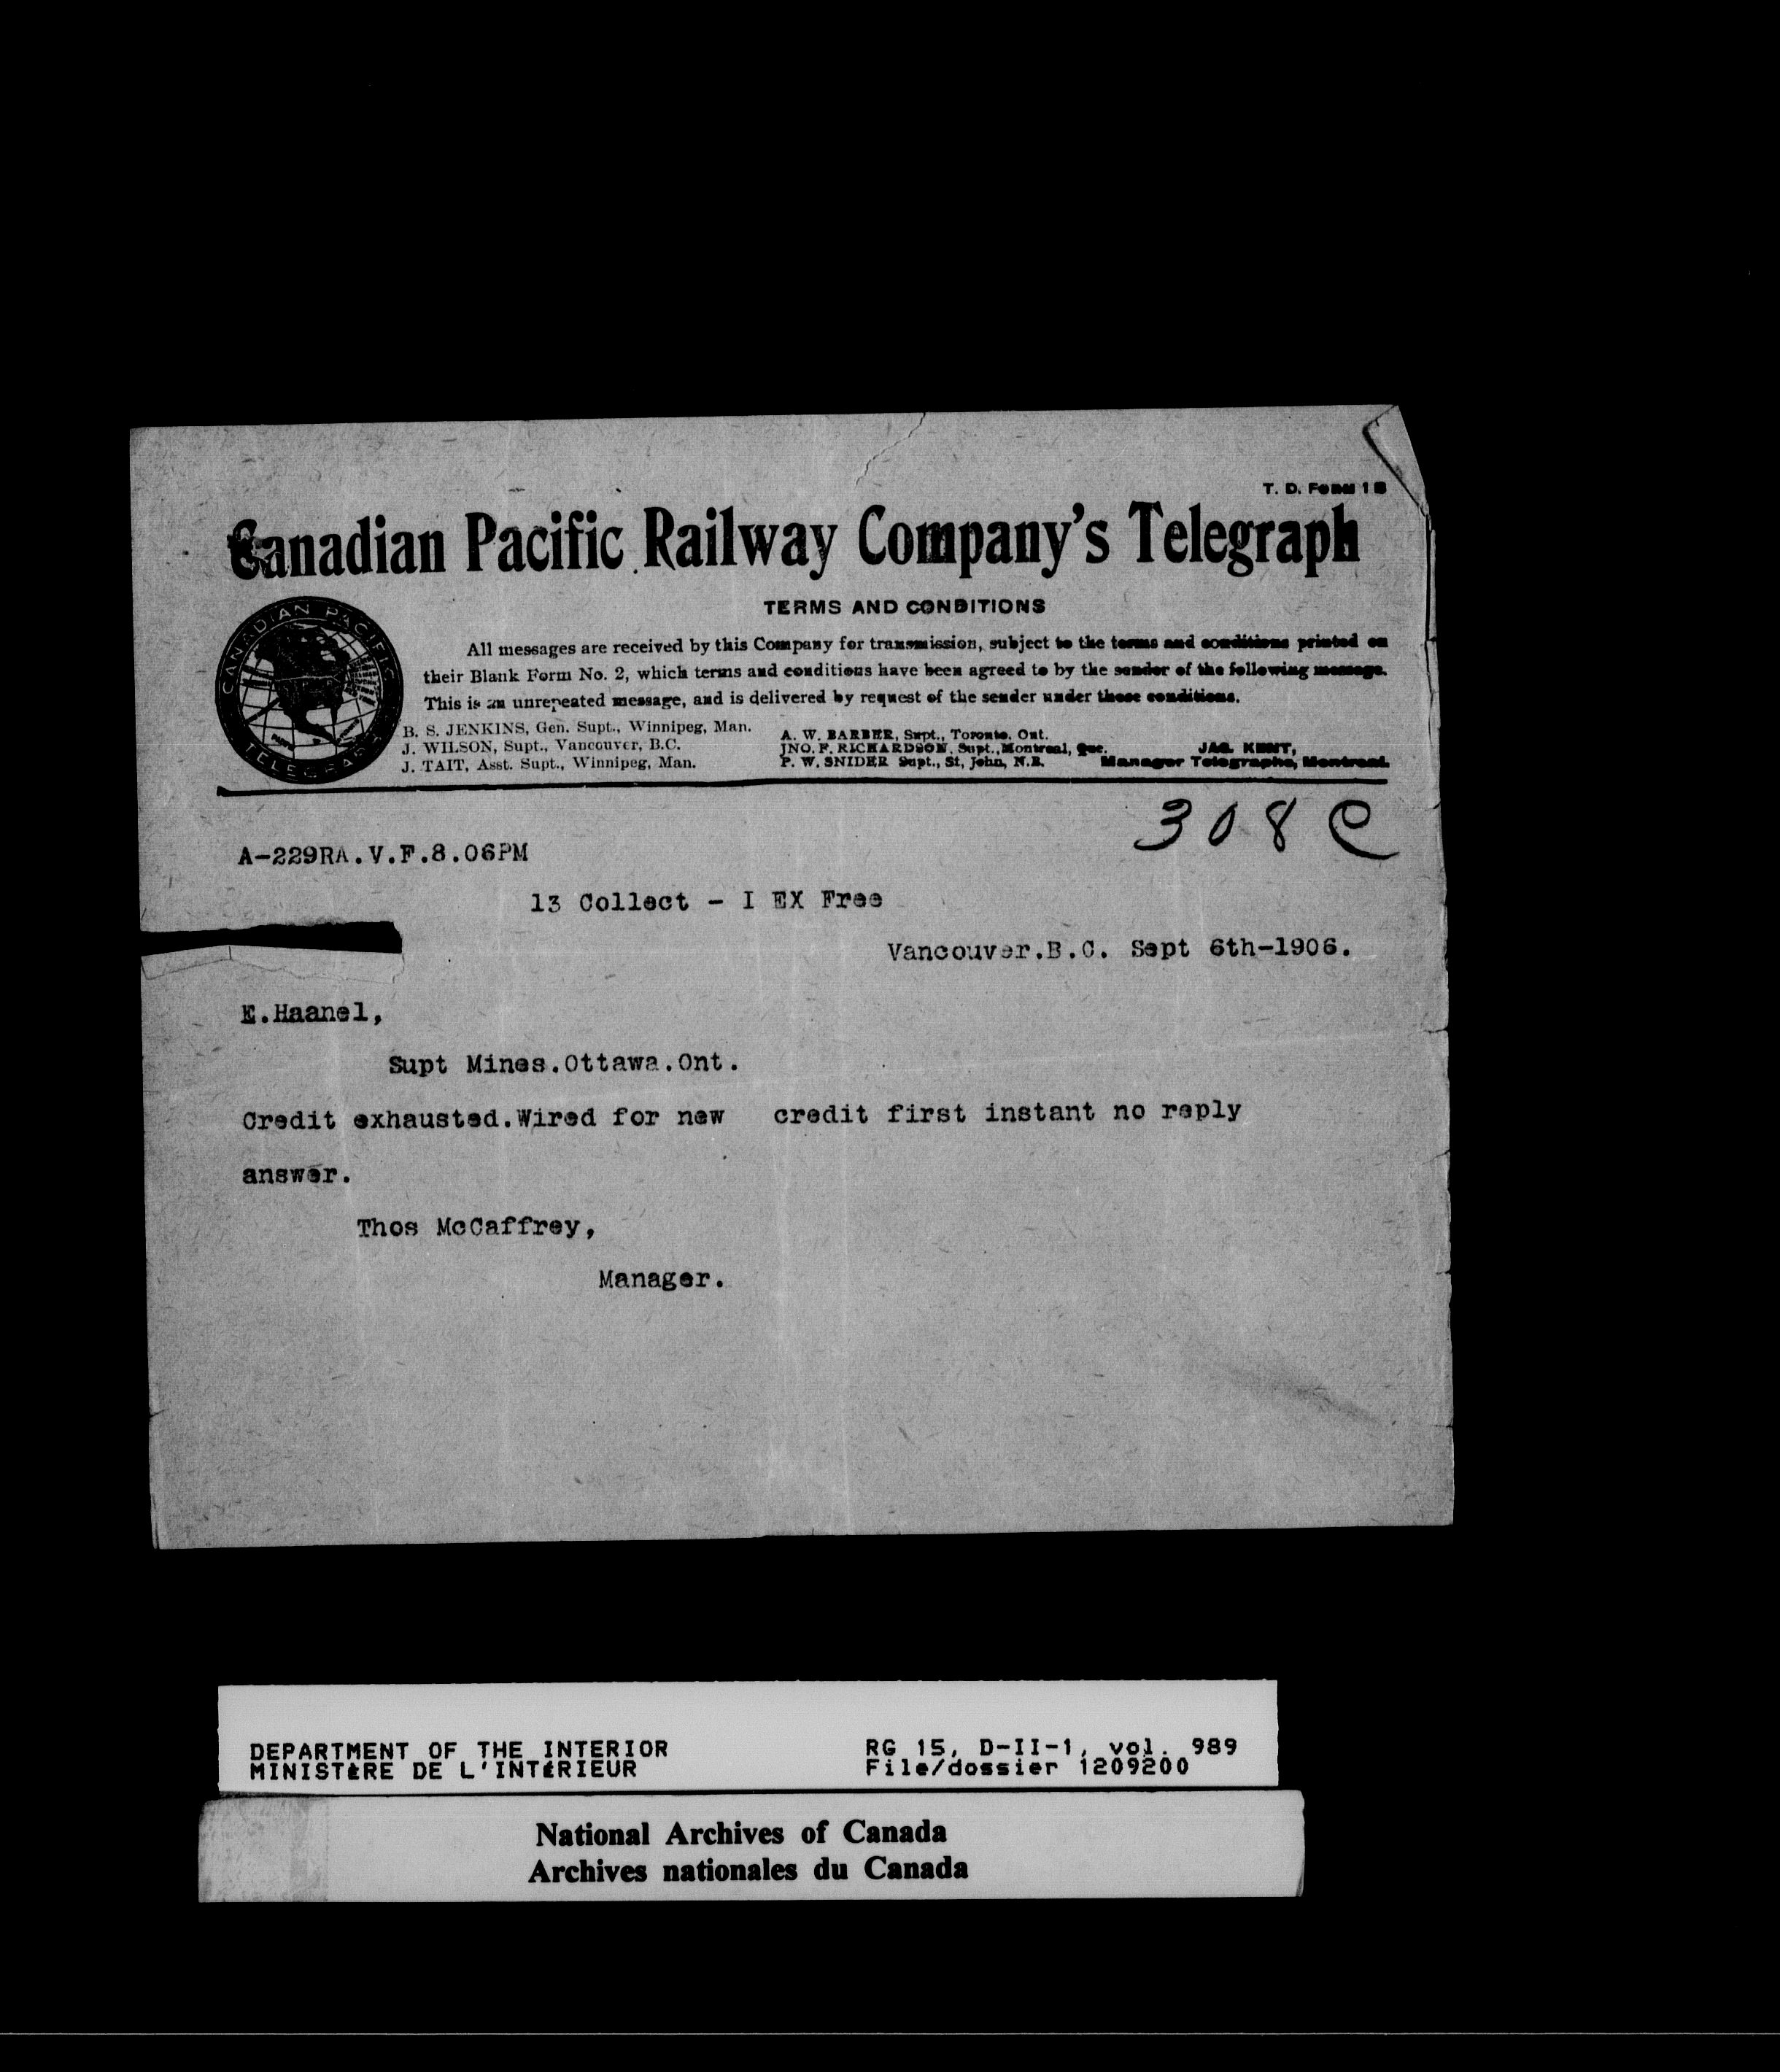 T. D. FORM 1 B
Canadian Pacific Railway Company's Telegraph
TERMS AND CONDITIONS
CANADIAN PACIFIC
TELEGRAPH
All messages are received by this Company for transmission, subject to the terms and conditions printed on
their Blank Form No. 2, which terms and conditions have been agreed to by the sender of the following message.
This is an unrepeated message, and is delivered by request of the sender under these conditions.
B. S. JENKINS, Gen. Supt., Winnipeg, Man.
J. WILSON, Supt., Vancouver, B.C.
J. TAIT, Asst. Supt., Winnipeg, Man.
A. W. BARBER, Supt., Toronto, Ont.
JNO. F. RICHARDSON, Supt., Montreal, Que.
P. W. SNIDER Supt., St, John, N.B.
JAS. KENT,
Manager Telegraphs, Montreal.
308 C
A-229RA.V.F.8.06PM
13 Collect - I EX Free
Vancouver.B.C. Sept 6th-1906.
E.Haanel,
Supt Mines.Ottawa.Ont.
Credit exhausted.Wired for new credit first instant no reply
answer.
Thos McCaffrey,
Manager.
DEPARTMENT OF THE INTERIOR
MINISTÈRE DE L'INTÉRIEUR
RG 15, D-II-1, vol. 989
File/dossier 1209200
National Archives of Canada
Archives nationales du Canada